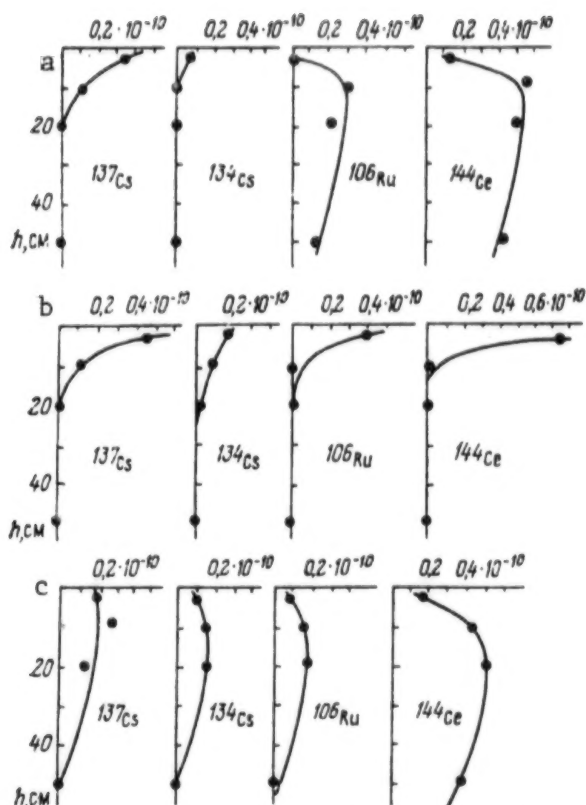 0,2·10⁻¹⁰ 0,2 0,4·10⁻¹⁰ 0,2 0,4·10⁻¹⁰ 0,2 0,4·10⁻¹⁰
a
20
137Cs 134Cs 106Ru 144Ce
40
h,см
0,2 0,4·10⁻¹⁰ 0,2·10⁻¹⁰ 0,2 0,4·10⁻¹⁰ 0,2 0,4 0,6·10⁻¹⁰
b
20
137Cs 134Cs 106Ru 144Ce
40
h,см
0,2·10⁻¹⁰ 0,2·10⁻¹⁰ 0,2·10⁻¹⁰ 0,2 0,4·10⁻¹⁰
c
20
137Cs 134Cs 106Ru 144Ce
40
h,см